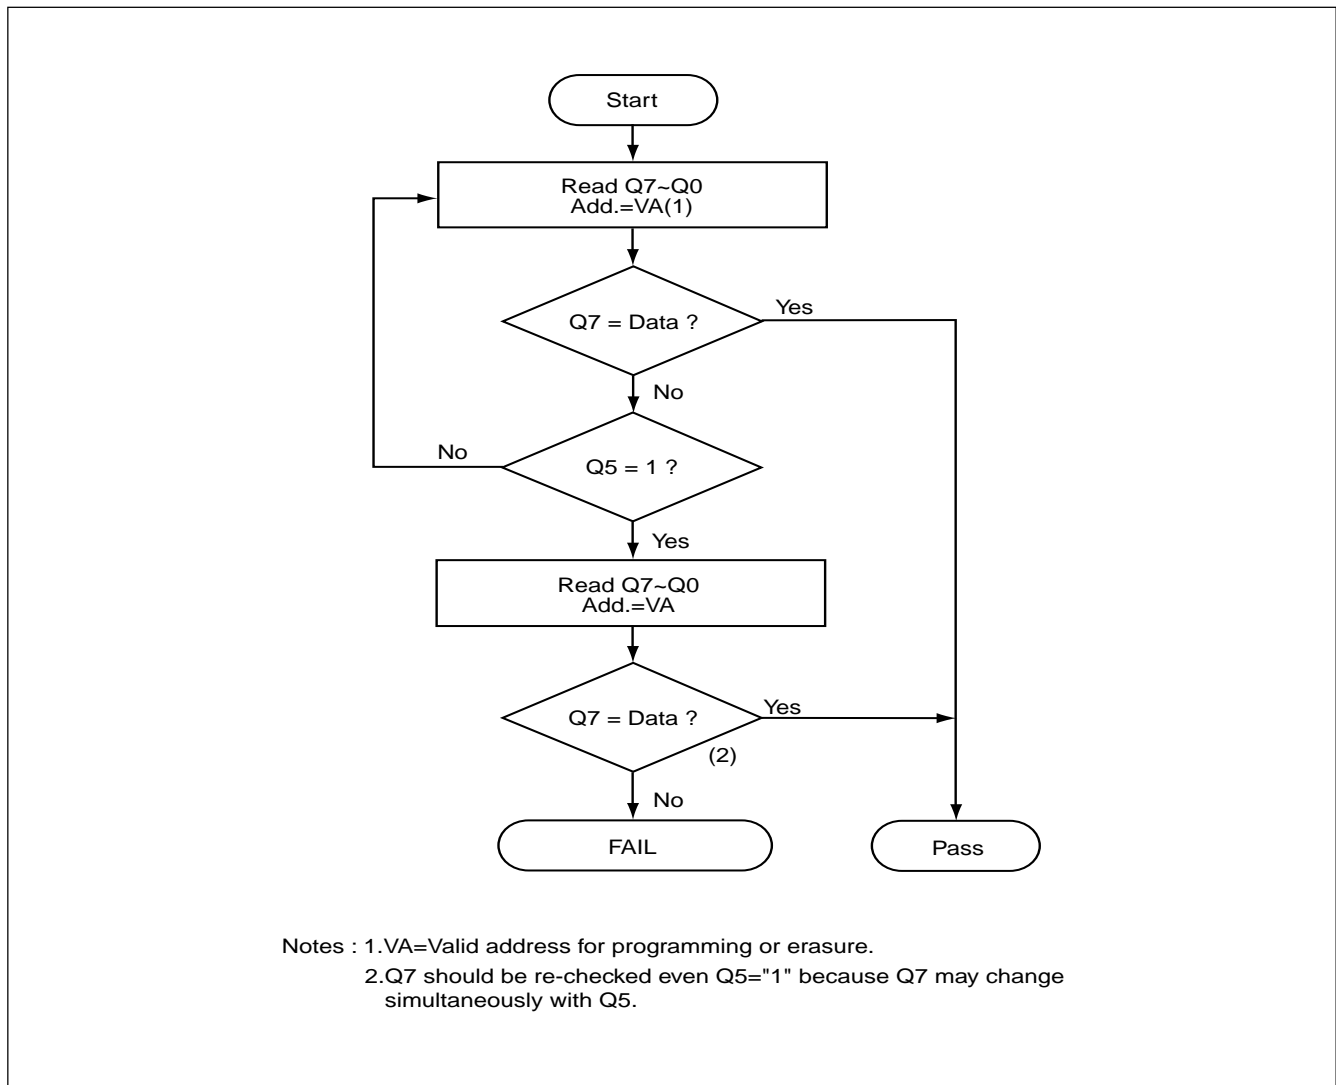 Start
Read Q7~Q0
Add.=VA(1)
Q7 = Data ?
Yes
No
No
Q5 = 1 ?
Yes
Read Q7~Q0
Add.=VA
Q7 = Data ?
Yes
(2)
No
FAIL
Pass
Notes : 1.VA=Valid address for programming or erasure.
2.Q7 should be re-checked even Q5="1" because Q7 may change
simultaneously with Q5.